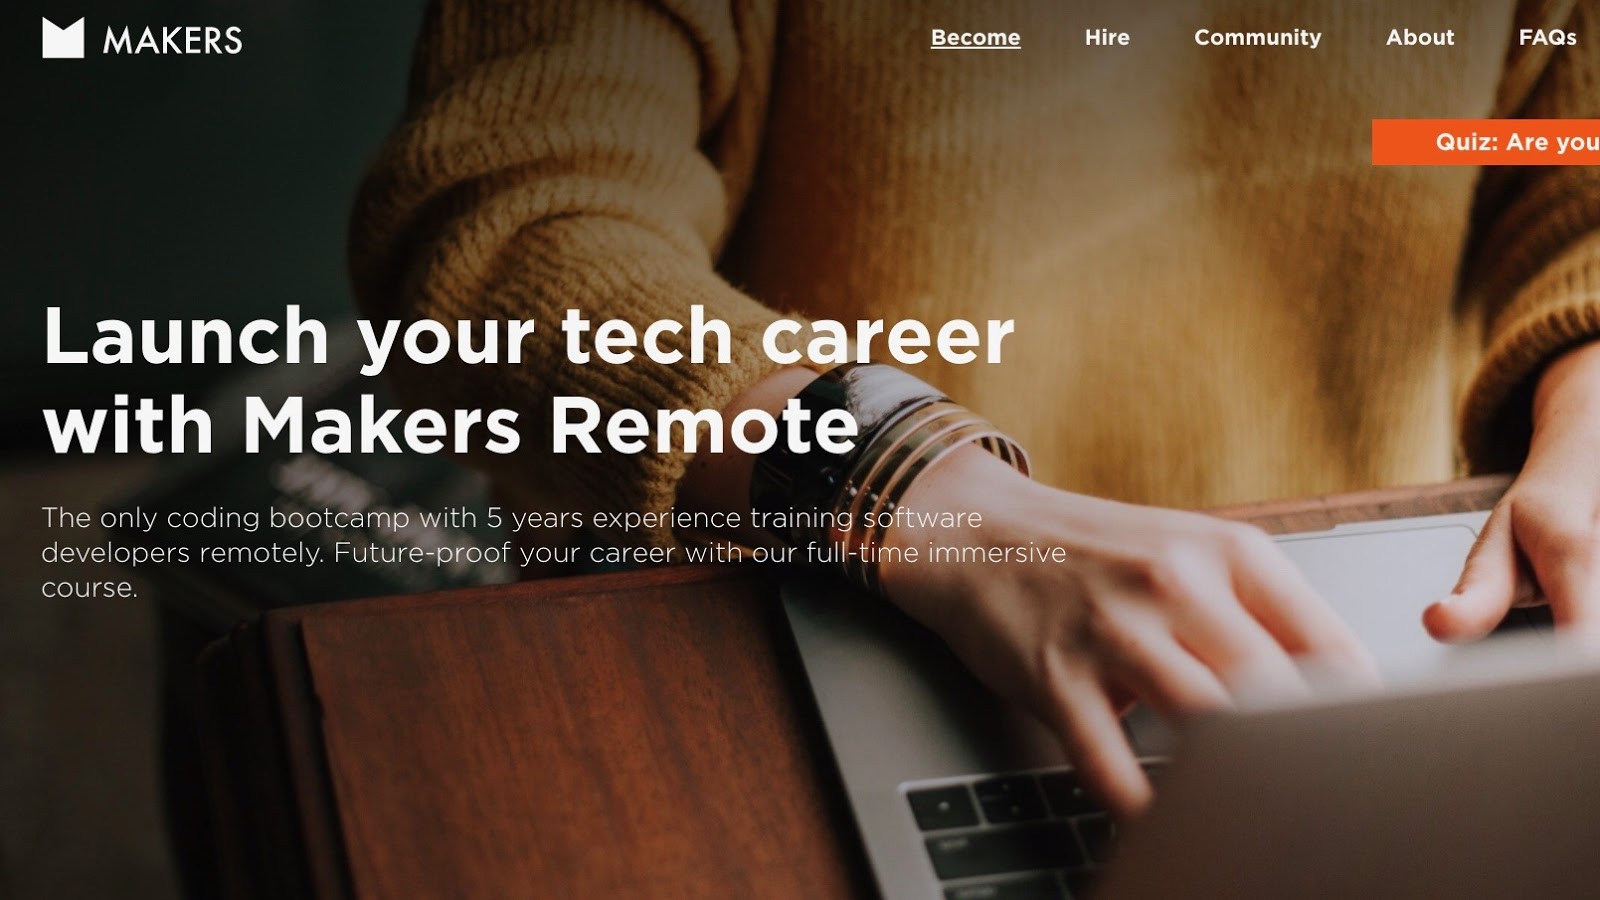 MAKERS
Become Hire Community About FAQs
Quiz: Are you
Launch your tech career
with Makers Remote
The only coding bootcamp with 5 years experience training software
developers remotely. Future-proof your career with our full-time immersive
course.